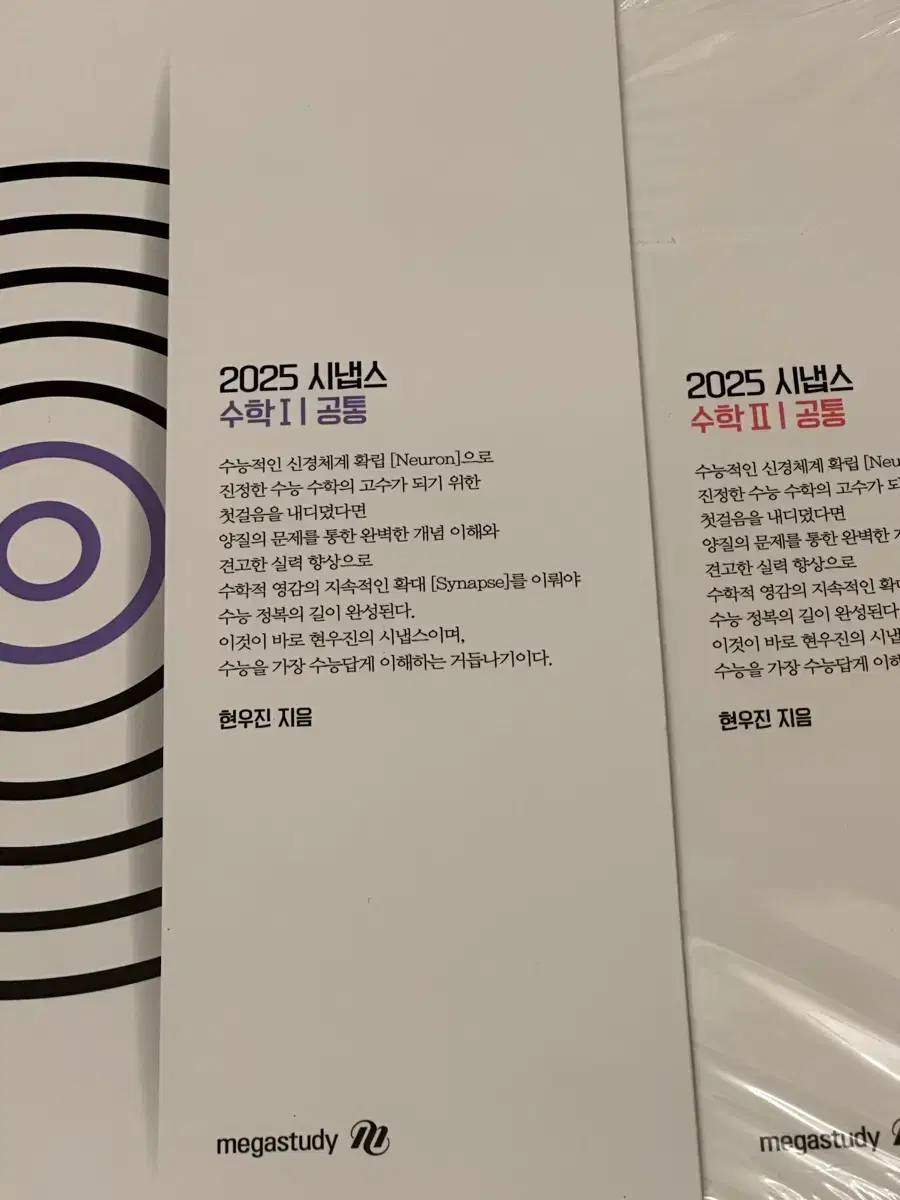 2025 시냅스
수학 I | 공통
수능적인 신경체계 확립 [Neuron]으로
진정한 수능 수학의 고수가 되기 위한
첫걸음을 내디뎠다면
양질의 문제를 통한 완벽한 개념 이해와
견고한 실력 향상으로
수학적 영감의 지속적인 확대 [Synapse]를 이뤄야
수능 정복의 길이 완성된다.
이것이 바로 현우진의 시냅스이며,
수능을 가장 수능답게 이해하는 거듭나기이다.
현우진 지음
megastudy
2025 시냅스
수학 II | 공통
수능적인 신경체계 확립
진정한 수능 수학의 고수가
첫걸음을 내디뎠다면
양질의 문제를 통한 완벽한
견고한 실력 향상으로
수학적 영감의 지속적인
수능 정복의 길이 완성된다
이것이 바로 현우진의
수능을 가장 수능답게
현우진 지음
megastudy